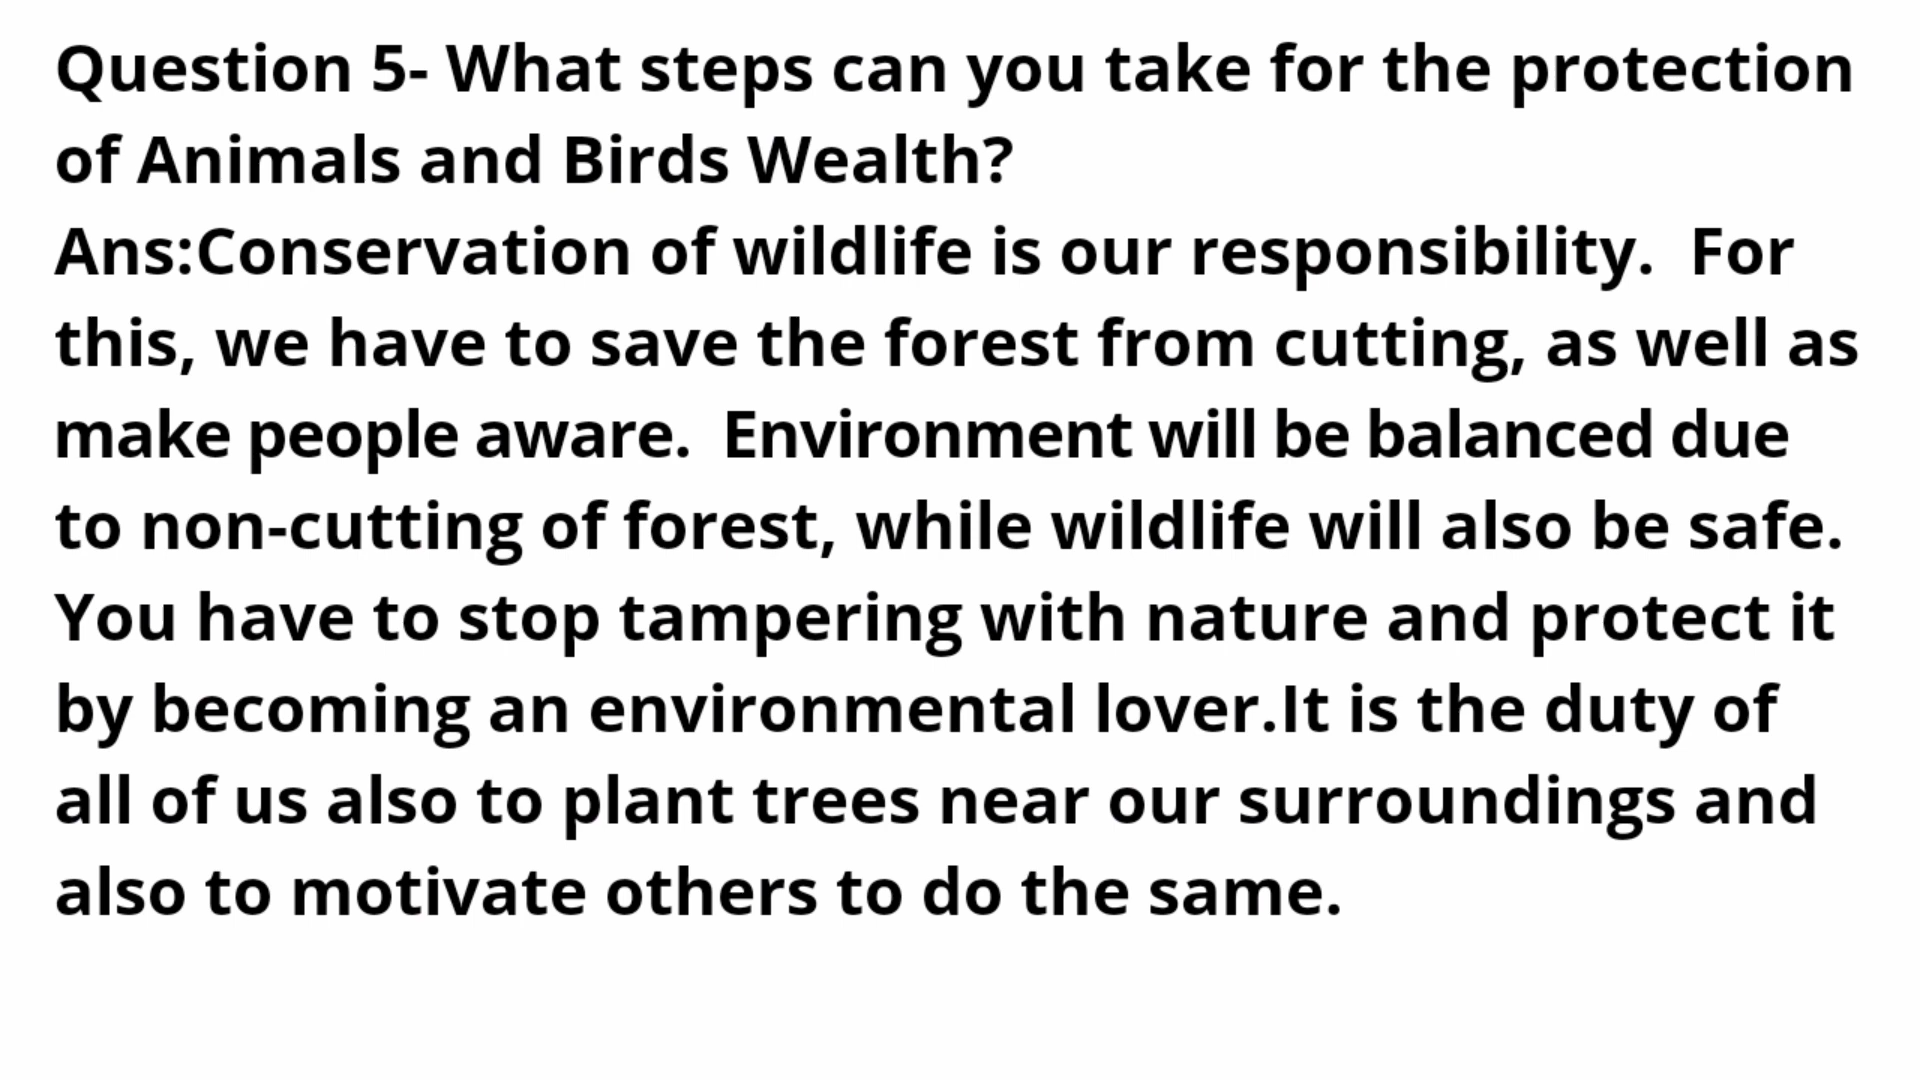 Question 5- What steps can you take for the protection
of Animals and Birds Wealth?
Ans:Conservation of wildlife is our responsibility.  For
this, we have to save the forest from cutting, as well as
make people aware.  Environment will be balanced due
to non-cutting of forest, while wildlife will also be safe.
You have to stop tampering with nature and protect it
by becoming an environmental lover.It is the duty of
all of us also to plant trees near our surroundings and
also to motivate others to do the same.